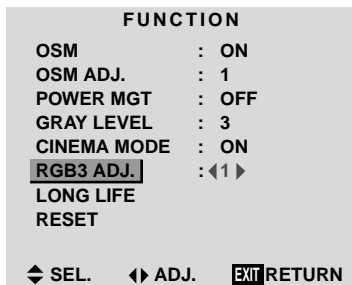 FUNCTION
OSM : ON
OSM ADJ. : 1
POWER MGT : OFF
GRAY LEVEL : 3
CINEMA MODE : ON
RGB3 ADJ. : 1
LONG LIFE
RESET
SEL. ADJ. EXIT RETURN